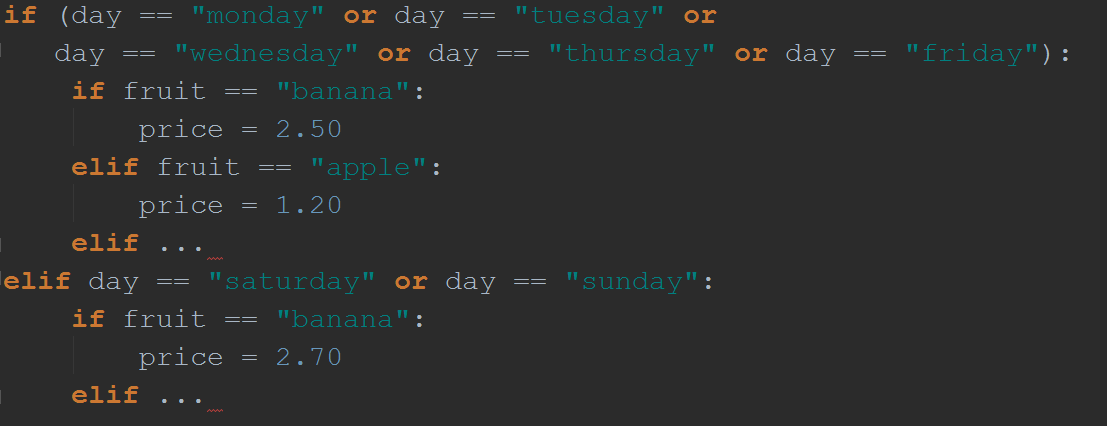 if (day == "monday" or day == "tuesday" or
   day == "wednesday" or day == "thursday" or day == "friday"):
    if fruit == "banana":
        price = 2.50
    elif fruit == "apple":
        price = 1.20
    elif ...
elif day == "saturday" or day == "sunday":
    if fruit == "banana":
        price = 2.70
    elif ...